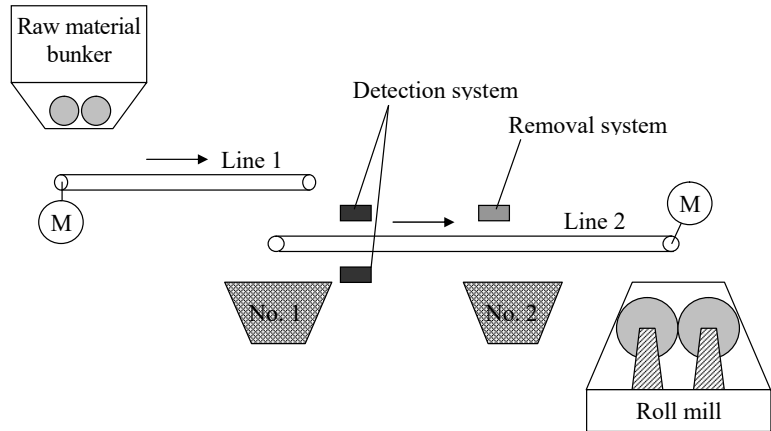 Raw material
bunker
Detection system
Removal system
Line 1
M
Line 2
M
No. 1
No. 2
Roll mill